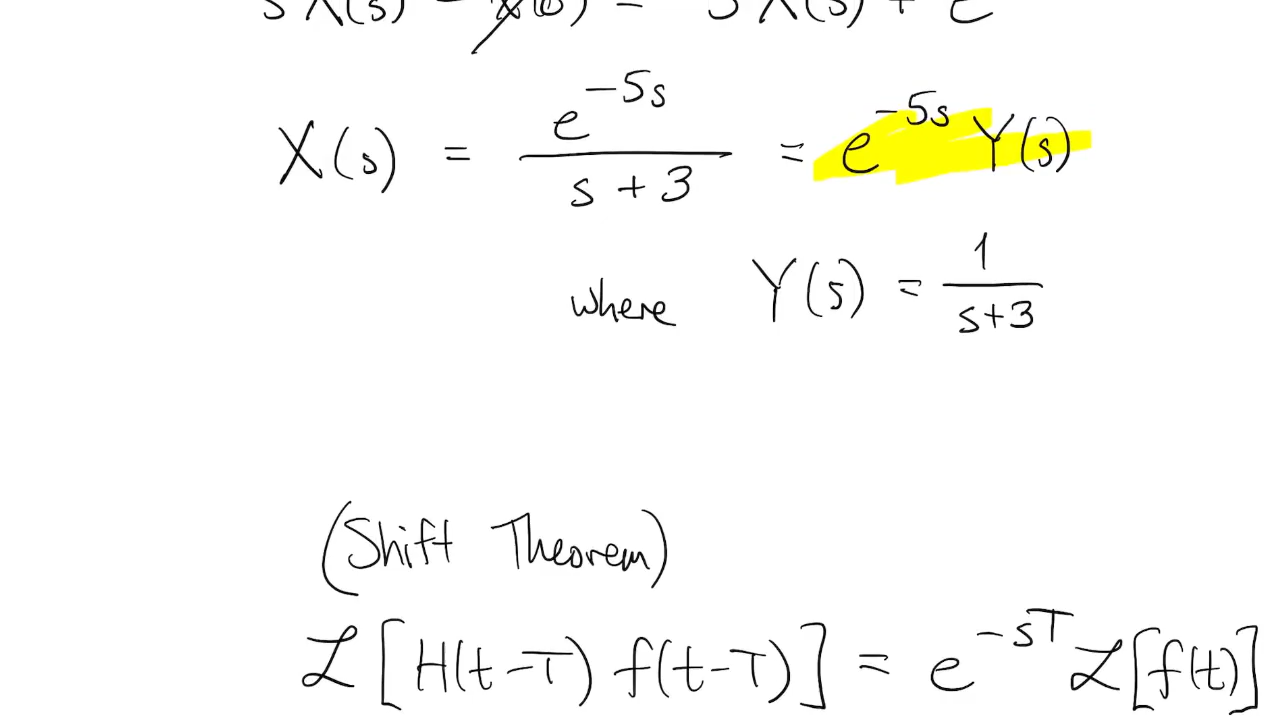 X(s) = e^{-5s} / (s+3) = e^{-5s} Y(s)
where Y(s) = 1 / (s+3)
(Shift Theorem)
ℒ[H(t-T) f(t-T)] = e^{-sT} ℒ[f(t)]